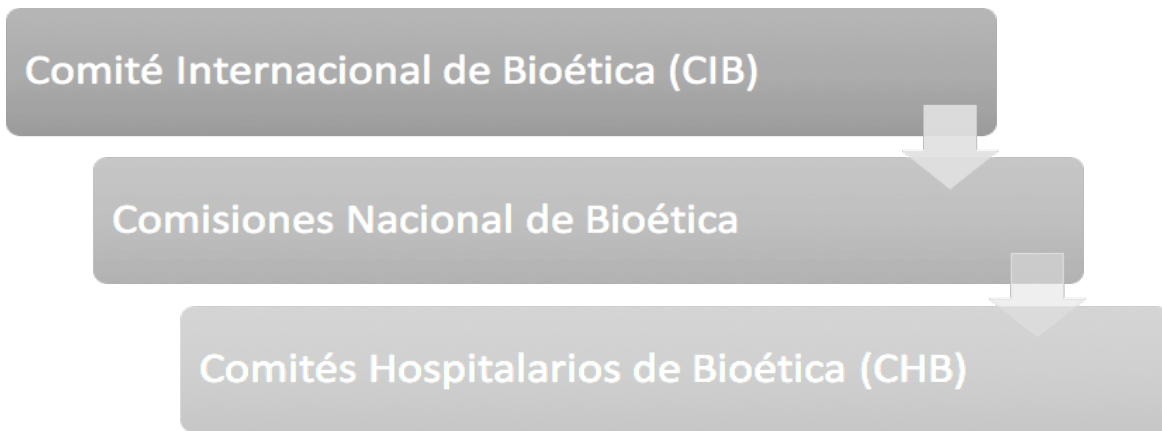 Comité Internacional de Bioética (CIB)
Comisiones Nacional de Bioética
Comités Hospitalarios de Bioética (CHB)